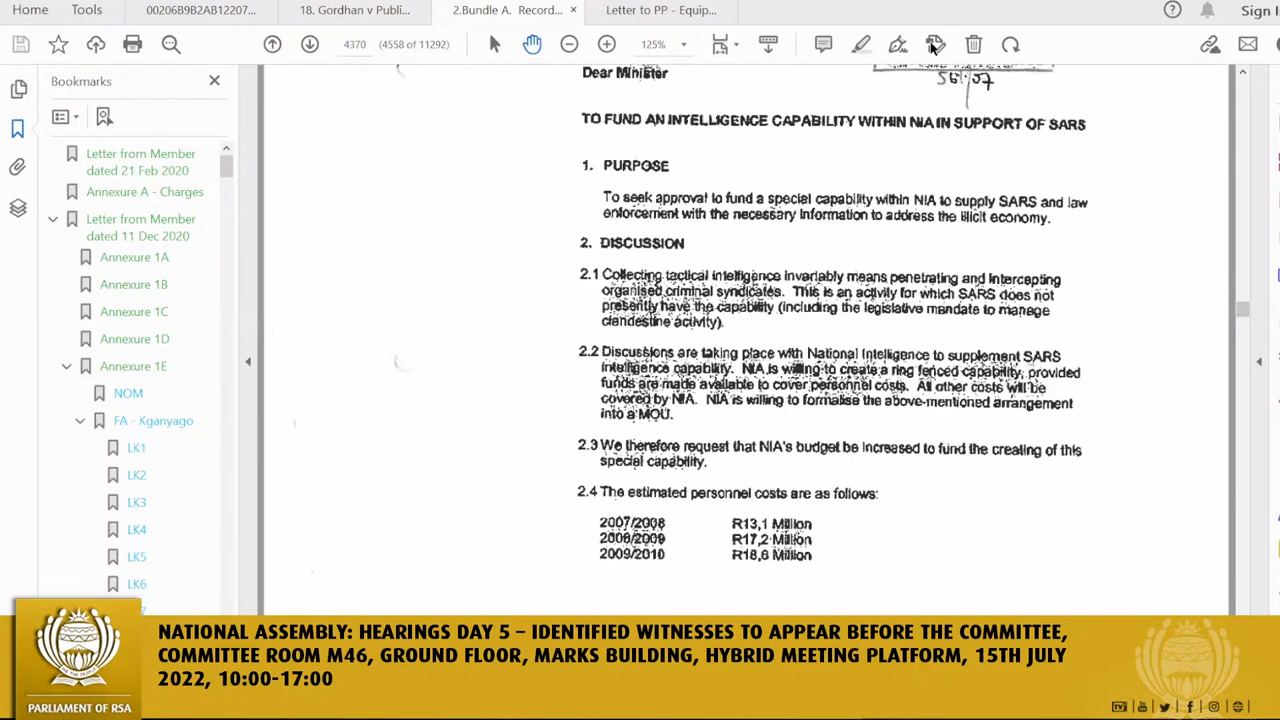 Home Tools 00206B9B2AB12207... 18. Gordhan v Publi... 2.Bundle A. Record... × Letter to PP - Equip... Sign I
4370 (4558 of 11292) 125%
Bookmarks
Letter from Member
dated 21 Feb 2020
Annexure A - Charges
Letter from Member
dated 11 Dec 2020
Annexure 1A
Annexure 1B
Annexure 1C
Annexure 1D
Annexure 1E
NOM
FA - Kganyago
LK1
LK2
LK3
LK4
LK5
LK6
Dear Minister
TO FUND AN INTELLIGENCE CAPABILITY WITHIN NIA IN SUPPORT OF SARS
1. PURPOSE
To seek approval to fund a special capability within NIA to supply SARS and law
enforcement with the necessary information to address the illicit economy.
2. DISCUSSION
2.1 Collecting tactical intelligence invariably means penetrating and intercepting
organised criminal syndicates. This is an activity for which SARS does not
presently have the capability (including the legislative mandate to manage
clandestine activity).
2.2 Discussions are taking place with National Intelligence to supplement SARS
intelligence capability. NIA is willing to create a ring fenced capability, provided
funds are made available to cover personnel costs. All other costs will be
covered by NIA. NIA is willing to formalise the above-mentioned arrangement
into a MOU.
2.3 We therefore request that NIA's budget be increased to fund the creating of this
special capability.
2.4 The estimated personnel costs are as follows:
2007/2008 R13,1 Million
2008/2009 R17,2 Million
2009/2010 R18,6 Million
NATIONAL ASSEMBLY: HEARINGS DAY 5 – IDENTIFIED WITNESSES TO APPEAR BEFORE THE COMMITTEE,
COMMITTEE ROOM M46, GROUND FLOOR, MARKS BUILDING, HYBRID MEETING PLATFORM, 15TH JULY
2022, 10:00-17:00
PARLIAMENT OF RSA